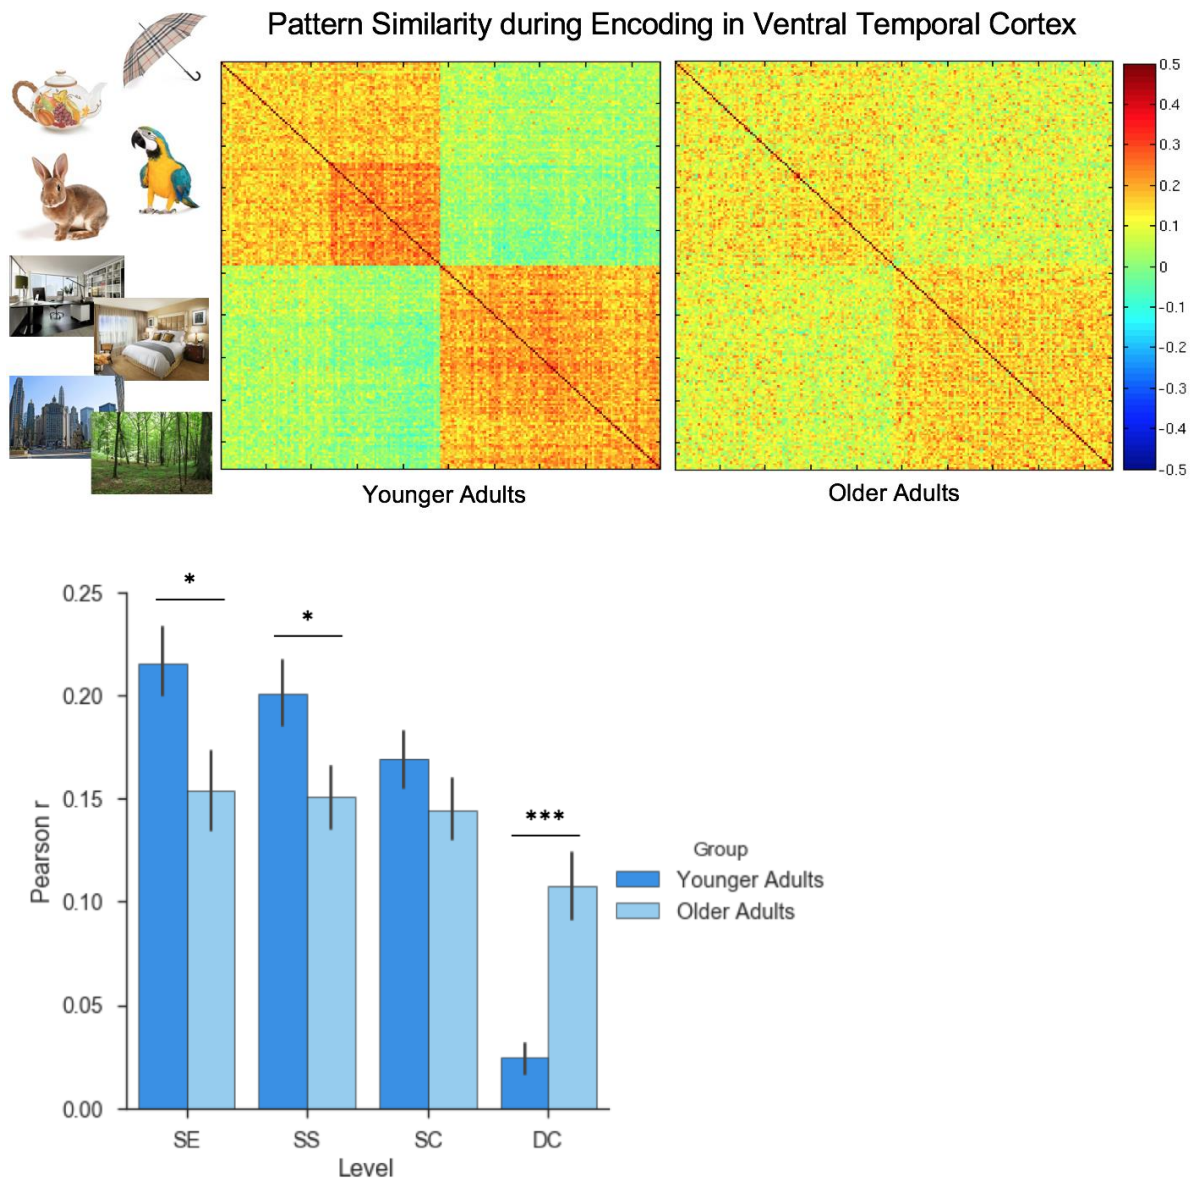 Pattern Similarity during Encoding in Ventral Temporal Cortex
0.5
0.4
0.3
0.2
0.1
0
-0.1
-0.2
-0.3
-0.4
-0.5
Younger Adults
Older Adults
*
*
***
0.25
0.20
0.15
0.10
0.05
0.00
Pearson r
SE
SS
SC
DC
Level
Group
Younger Adults
Older Adults